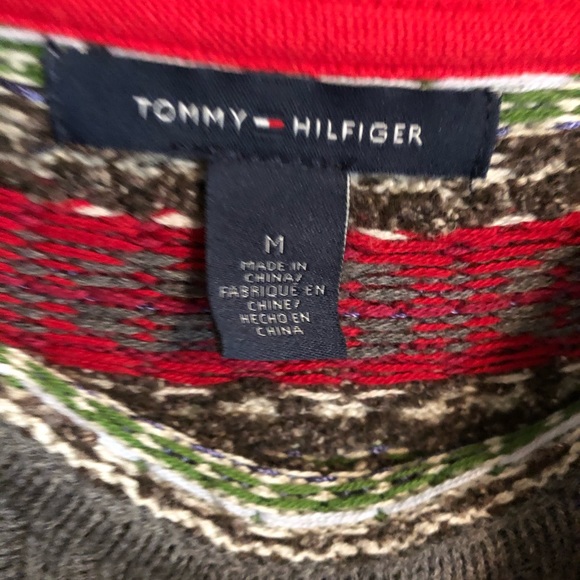 TOMMY HILFIGER
M
MADE IN
CHINA/
FABRIQUE EN
CHINE/
HECHO EN
CHINA